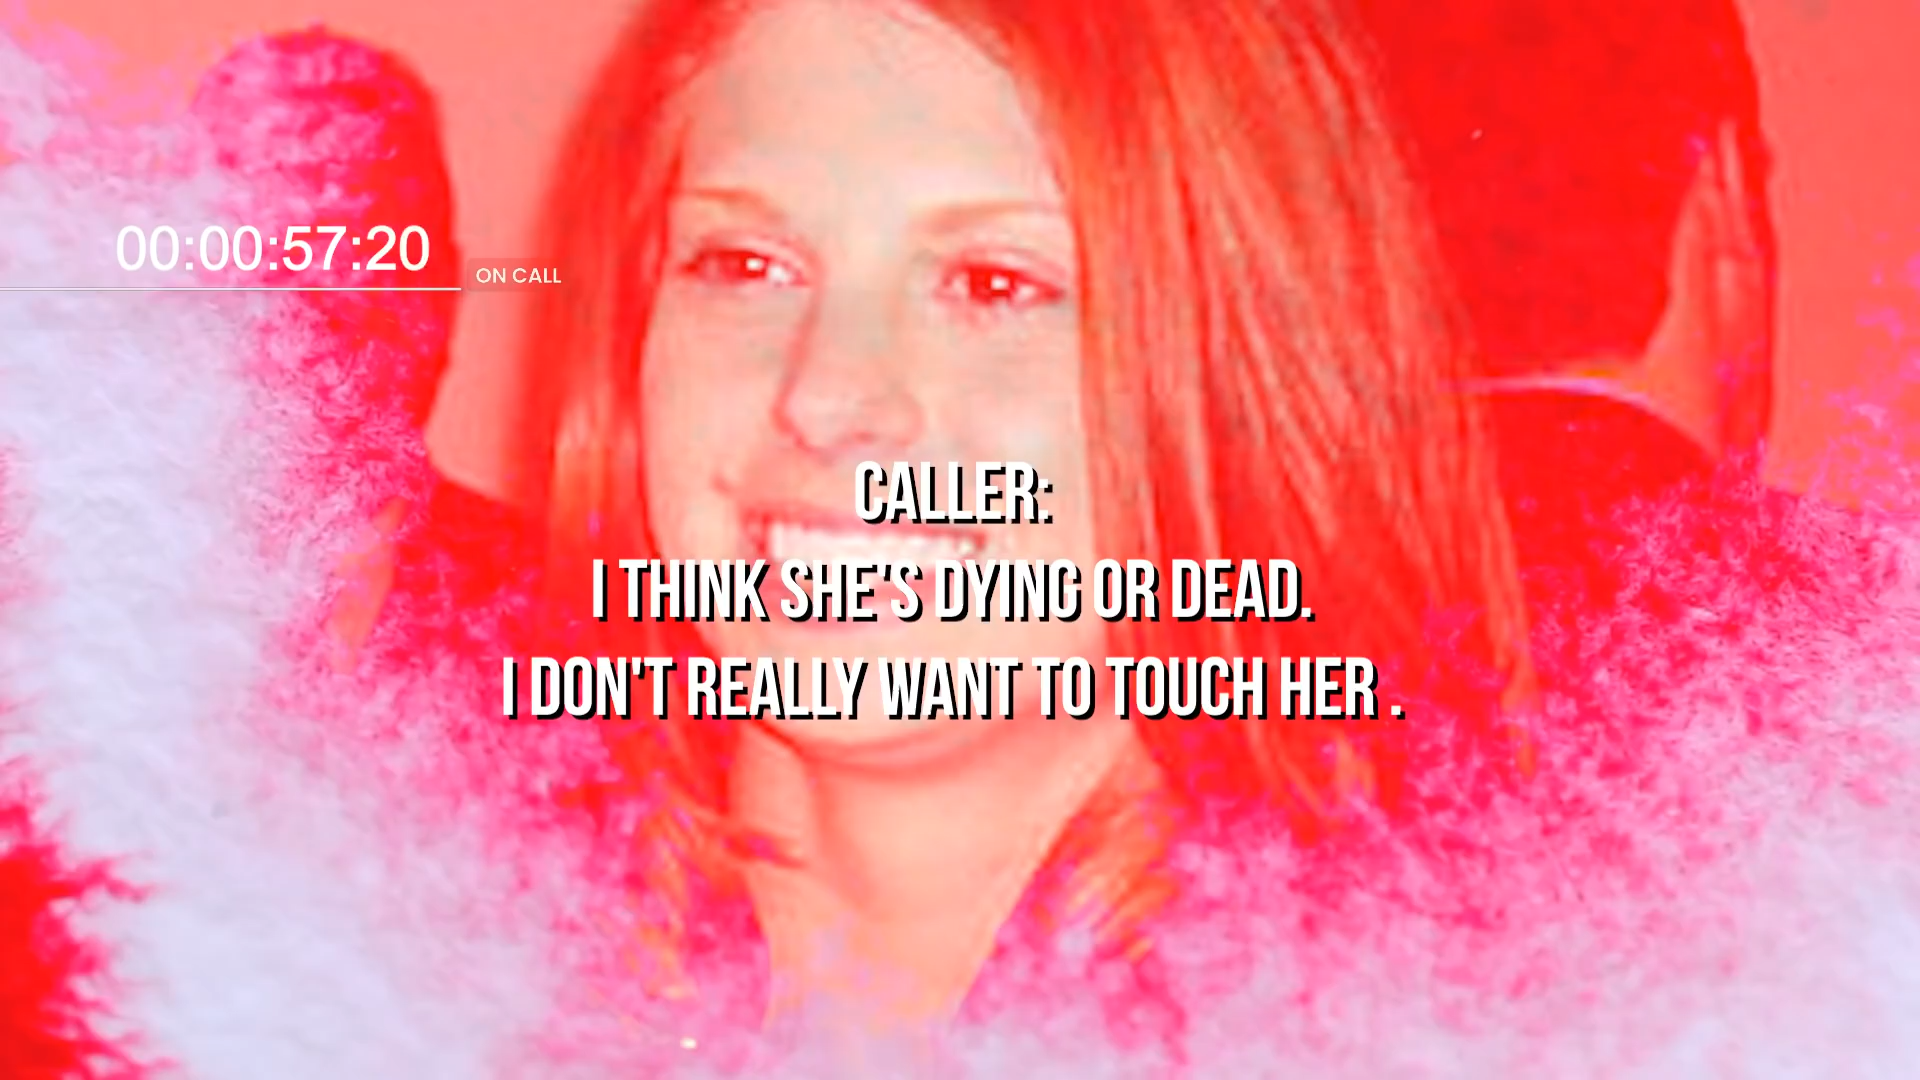 00:00:57:20
ON CALL
CALLER:
I THINK SHE'S DYING OR DEAD.
I DON'T REALLY WANT TO TOUCH HER .